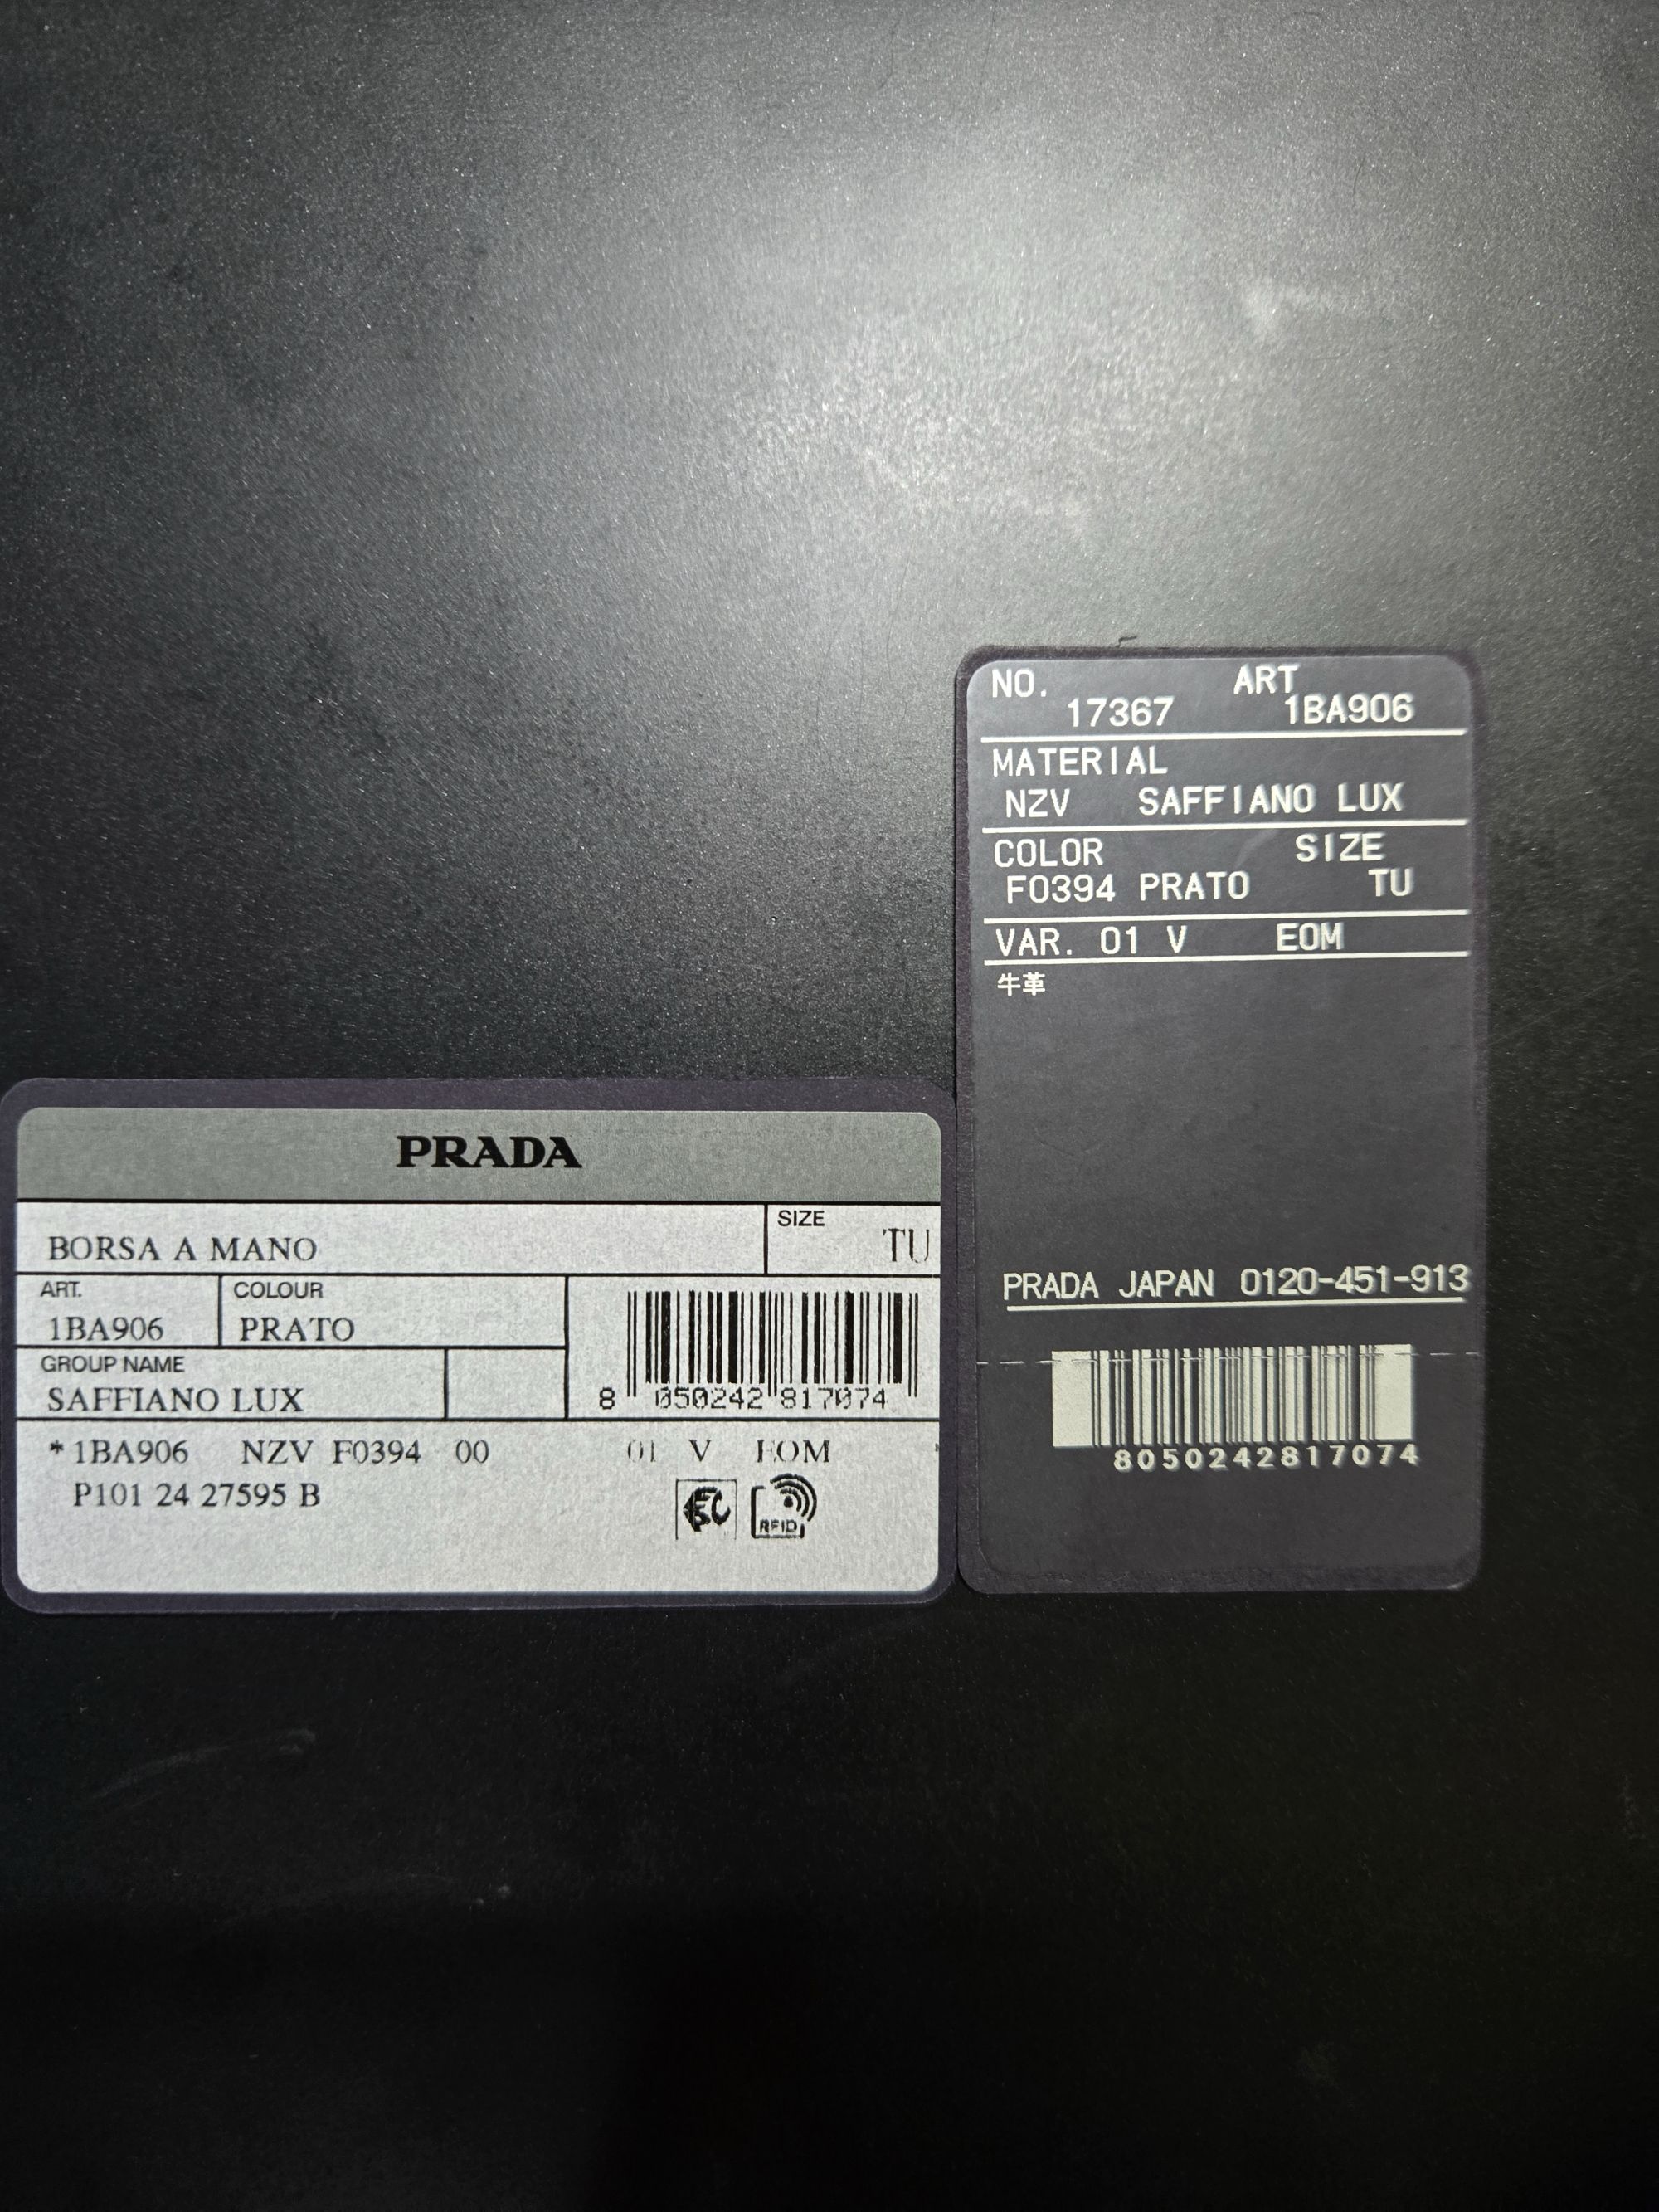 PRADA
BORSA A MANO
SIZE
TU
ART.
1BA906
COLOUR
PRATO
GROUP NAME
SAFFIANO LUX
8 050242 817074
*1BA906 NZV F0394 00 01 V EOM
P101 24 27595 B
RFID
NO. ART
17367 1BA906
MATERIAL
NZV SAFFIANO LUX
COLOR SIZE
F0394 PRATO TU
VAR. 01 V EOM
牛革
PRADA JAPAN 0120-451-913
8050242817074